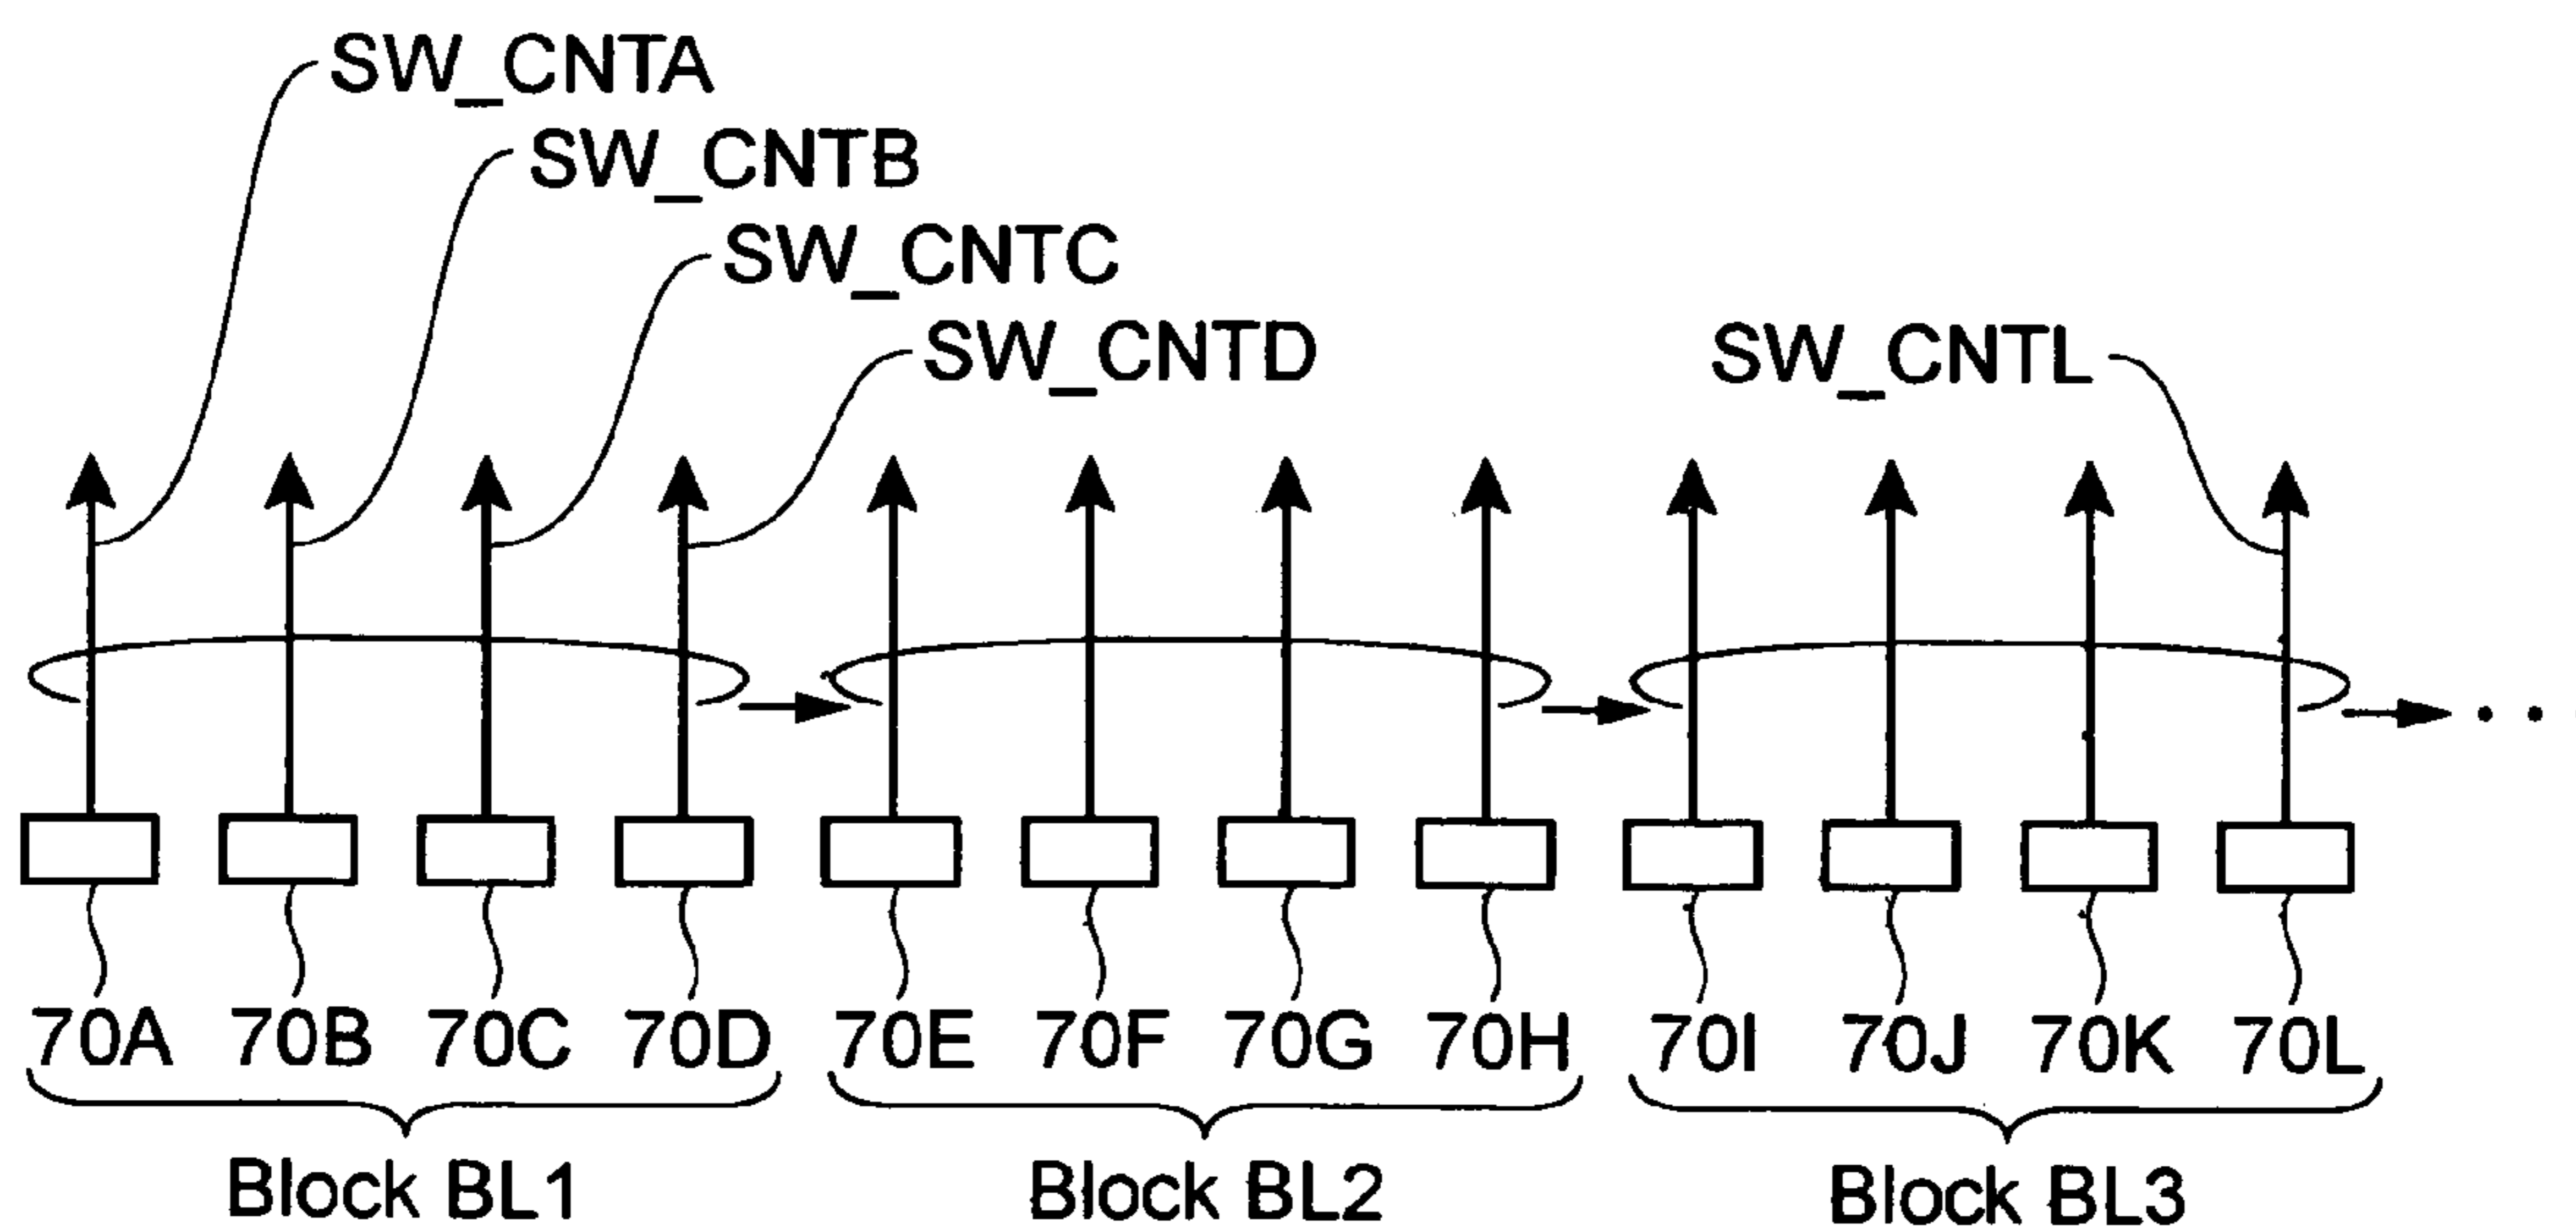 SW_CNTA
SW_CNTB
SW_CNTC
SW_CNTD
SW_CNTL
70A 70B 70C 70D 70E 70F 70G 70H 70I 70J 70K 70L
Block BL1 Block BL2 Block BL3